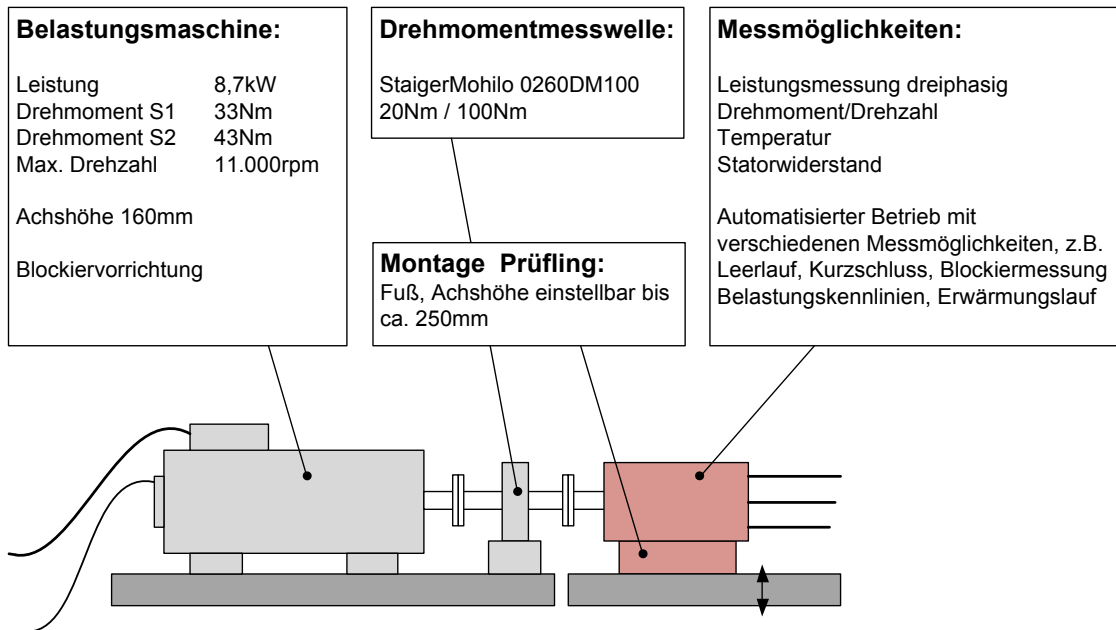 Belastungsmaschine:
Leistung 8,7kW
Drehmoment S1 33Nm
Drehmoment S2 43Nm
Max. Drehzahl 11.000rpm
Achshöhe 160mm
Blockiervorrichtung
Drehmomentmesswelle:
StaigerMohilo 0260DM100
20Nm / 100Nm
Montage Prüfling:
Fuß, Achshöhe einstellbar bis
ca. 250mm
Messmöglichkeiten:
Leistungsmessung dreiphasig
Drehmoment/Drehzahl
Temperatur
Statorwiderstand
Automatisierter Betrieb mit
verschiedenen Messmöglichkeiten, z.B.
Leerlauf, Kurzschluss, Blockiermessung
Belastungskennlinien, Erwärmungslauf